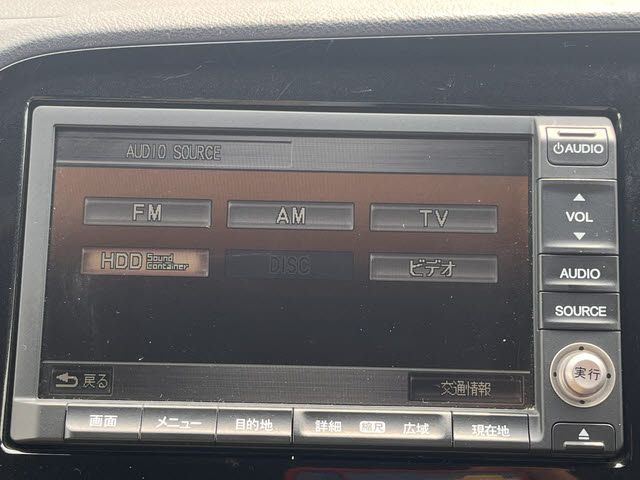 AUDIO SOURCE
FM
AM
TV
HDD Sound Container
DISC
ビデオ
戻る
交通情報
画面
メニュー
目的地
詳細 縮尺 広域
現在地
AUDIO
VOL
AUDIO
SOURCE
実行